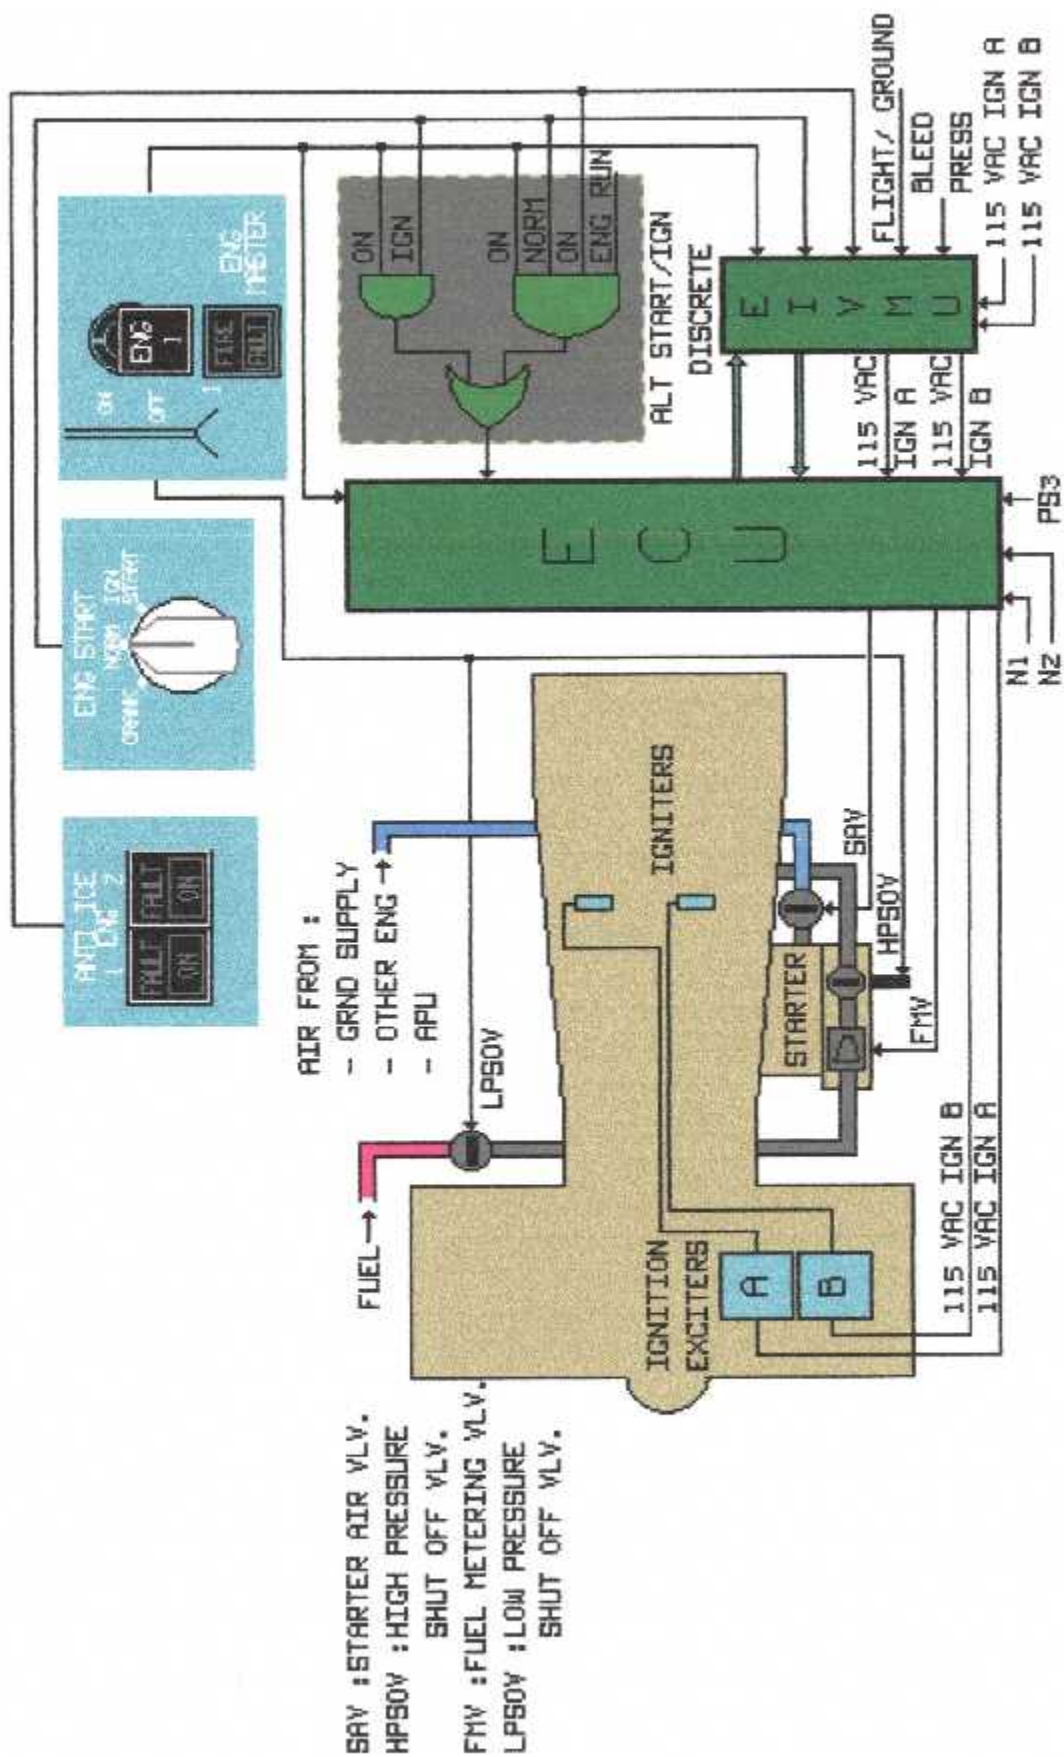 ANTI ICE
1 ENG 2
FAULT FAULT
ON ON
ENG START
CRANK NORM IGN
START
ON
OFF
ENG
1
1
FIRE
FAULT
ENG
MASTER
AIR FROM :
- GRND SUPPLY
- OTHER ENG
- APU
FUEL
LPSOV
ON
IGN
ON
NORM
ON
ENG RUN
ALT START/IGN
DISCRETE
SAV :STARTER AIR VLV.
HPSOV :HIGH PRESSURE
SHUT OFF VLV.
FMV :FUEL METERING VLV.
LPSOV :LOW PRESSURE
SHUT OFF VLV.
IGNITION
EXCITERS
A
B
IGNITERS
STARTER
SAV
HPSOV
FMV
ECU
EIVMU
FLIGHT/ GROUND
BLEED
PRESS
115 VAC IGN A
115 VAC IGN B
115 VAC
IGN A
115 VAC
IGN B
115 VAC IGN B
115 VAC IGN A
N1
N2
PS3